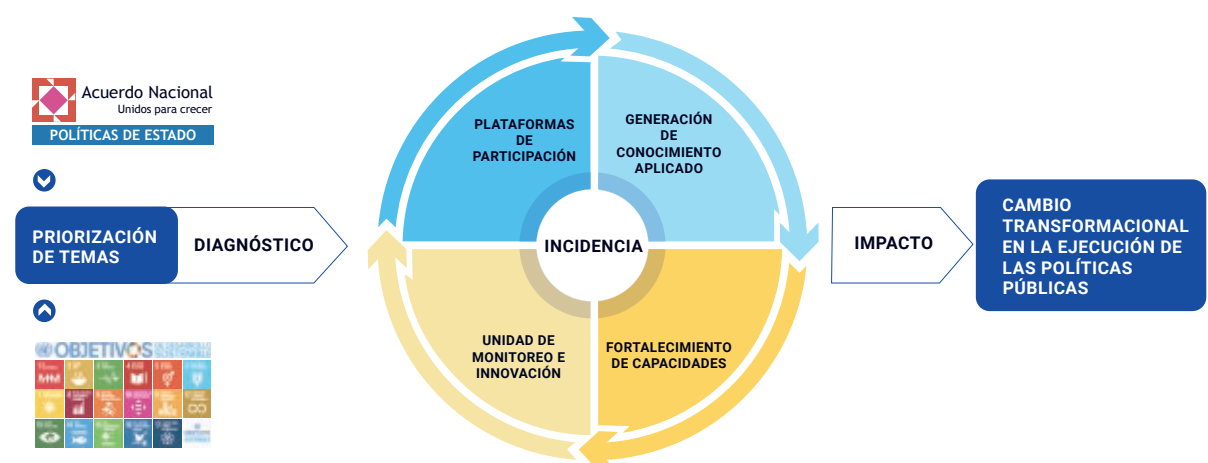 Acuerdo Nacional
Unidos para crecer
POLÍTICAS DE ESTADO
PRIORIZACIÓN
DE TEMAS
DIAGNÓSTICO
OBJETIVOS
PLATAFORMAS
DE
PARTICIPACIÓN
GENERACIÓN
DE
CONOCIMIENTO
APLICADO
INCIDENCIA
UNIDAD DE
MONITOREO E
INNOVACIÓN
FORTALECIMIENTO
DE CAPACIDADES
IMPACTO
CAMBIO
TRANSFORMACIONAL
EN LA EJECUCIÓN DE
LAS POLÍTICAS
PÚBLICAS